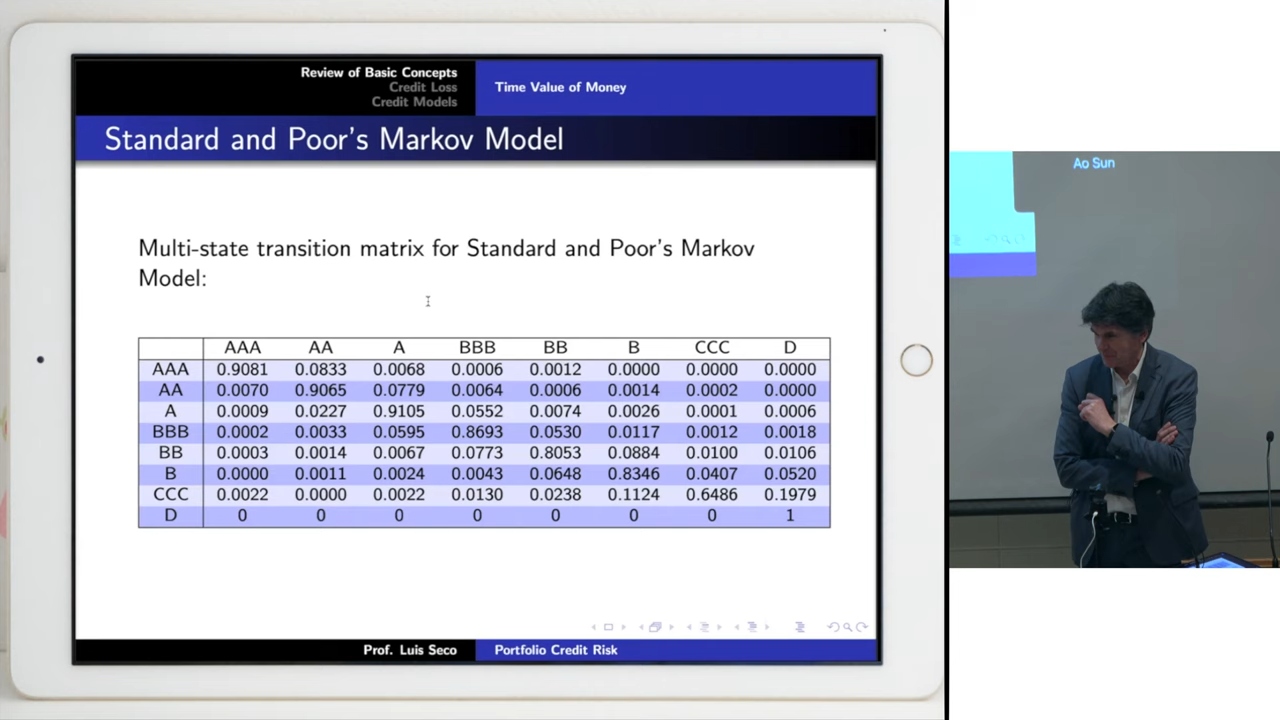 Review of Basic Concepts
Credit Loss
Credit Models
Time Value of Money
Standard and Poor's Markov Model
Multi-state transition matrix for Standard and Poor's Markov
Model:
AAA AA A BBB BB B CCC D
AAA 0.9081 0.0833 0.0068 0.0006 0.0012 0.0000 0.0000 0.0000
AA 0.0070 0.9065 0.0779 0.0064 0.0006 0.0014 0.0002 0.0000
A 0.0009 0.0227 0.9105 0.0552 0.0074 0.0026 0.0001 0.0006
BBB 0.0002 0.0033 0.0595 0.8693 0.0530 0.0117 0.0012 0.0018
BB 0.0003 0.0014 0.0067 0.0773 0.8053 0.0884 0.0100 0.0106
B 0.0000 0.0011 0.0024 0.0043 0.0648 0.8346 0.0407 0.0520
CCC 0.0022 0.0000 0.0022 0.0130 0.0238 0.1124 0.6486 0.1979
D 0 0 0 0 0 0 0 1
Prof. Luis Seco
Portfolio Credit Risk
Ao Sun